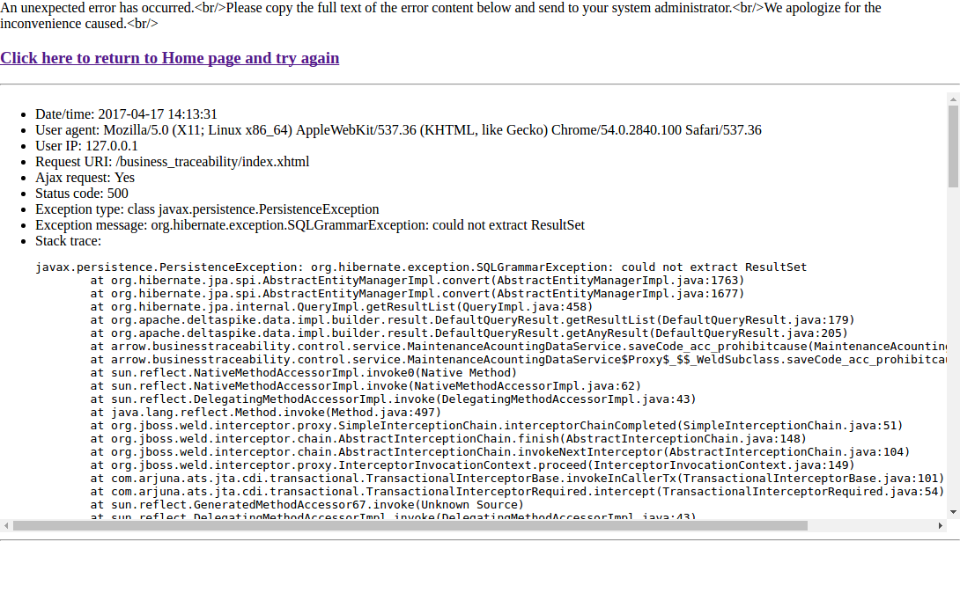 An unexpected error has occurred.<br/>Please copy the full text of the error content below and send to your system administrator.<br/>We apologize for the
inconvenience caused.<br/>
Click here to return to Home page and try again
Date/time: 2017-04-17 14:13:31
User agent: Mozilla/5.0 (X11; Linux x86_64) AppleWebKit/537.36 (KHTML, like Gecko) Chrome/54.0.2840.100 Safari/537.36
User IP: 127.0.0.1
Request URI: /business_traceability/index.xhtml
Ajax request: Yes
Status code: 500
Exception type: class javax.persistence.PersistenceException
Exception message: org.hibernate.exception.SQLGrammarException: could not extract ResultSet
Stack trace:
javax.persistence.PersistenceException: org.hibernate.exception.SQLGrammarException: could not extract ResultSet
at org.hibernate.jpa.spi.AbstractEntityManagerImpl.convert(AbstractEntityManagerImpl.java:1763)
at org.hibernate.jpa.spi.AbstractEntityManagerImpl.convert(AbstractEntityManagerImpl.java:1677)
at org.hibernate.jpa.internal.QueryImpl.getResultList(QueryImpl.java:458)
at org.apache.deltaspike.data.impl.builder.result.DefaultQueryResult.getResultList(DefaultQueryResult.java:179)
at org.apache.deltaspike.data.impl.builder.result.DefaultQueryResult.getAnyResult(DefaultQueryResult.java:205)
at arrow.businesstraceability.control.service.MaintenanceAcountingDataService.saveCode_acc_prohibitcause(MaintenanceAcounting
at arrow.businesstraceability.control.service.MaintenanceAcountingDataService$Proxy$_$$_WeldSubclass.saveCode_acc_prohibitcau
at sun.reflect.NativeMethodAccessorImpl.invoke0(Native Method)
at sun.reflect.NativeMethodAccessorImpl.invoke(NativeMethodAccessorImpl.java:62)
at sun.reflect.DelegatingMethodAccessorImpl.invoke(DelegatingMethodAccessorImpl.java:43)
at java.lang.reflect.Method.invoke(Method.java:497)
at org.jboss.weld.interceptor.proxy.SimpleInterceptionChain.interceptorChainCompleted(SimpleInterceptionChain.java:51)
at org.jboss.weld.interceptor.chain.AbstractInterceptionChain.finish(AbstractInterceptionChain.java:148)
at org.jboss.weld.interceptor.chain.AbstractInterceptionChain.invokeNextInterceptor(AbstractInterceptionChain.java:104)
at org.jboss.weld.interceptor.proxy.InterceptorInvocationContext.proceed(InterceptorInvocationContext.java:149)
at com.arjuna.ats.jta.cdi.transactional.TransactionalInterceptorBase.invokeInCallerTx(TransactionalInterceptorBase.java:101)
at com.arjuna.ats.jta.cdi.transactional.TransactionalInterceptorRequired.intercept(TransactionalInterceptorRequired.java:54)
at sun.reflect.GeneratedMethodAccessor67.invoke(Unknown Source)
at sun.reflect.DelegatingMethodAccessorImpl.invoke(DelegatingMethodAccessorImpl.java:43)